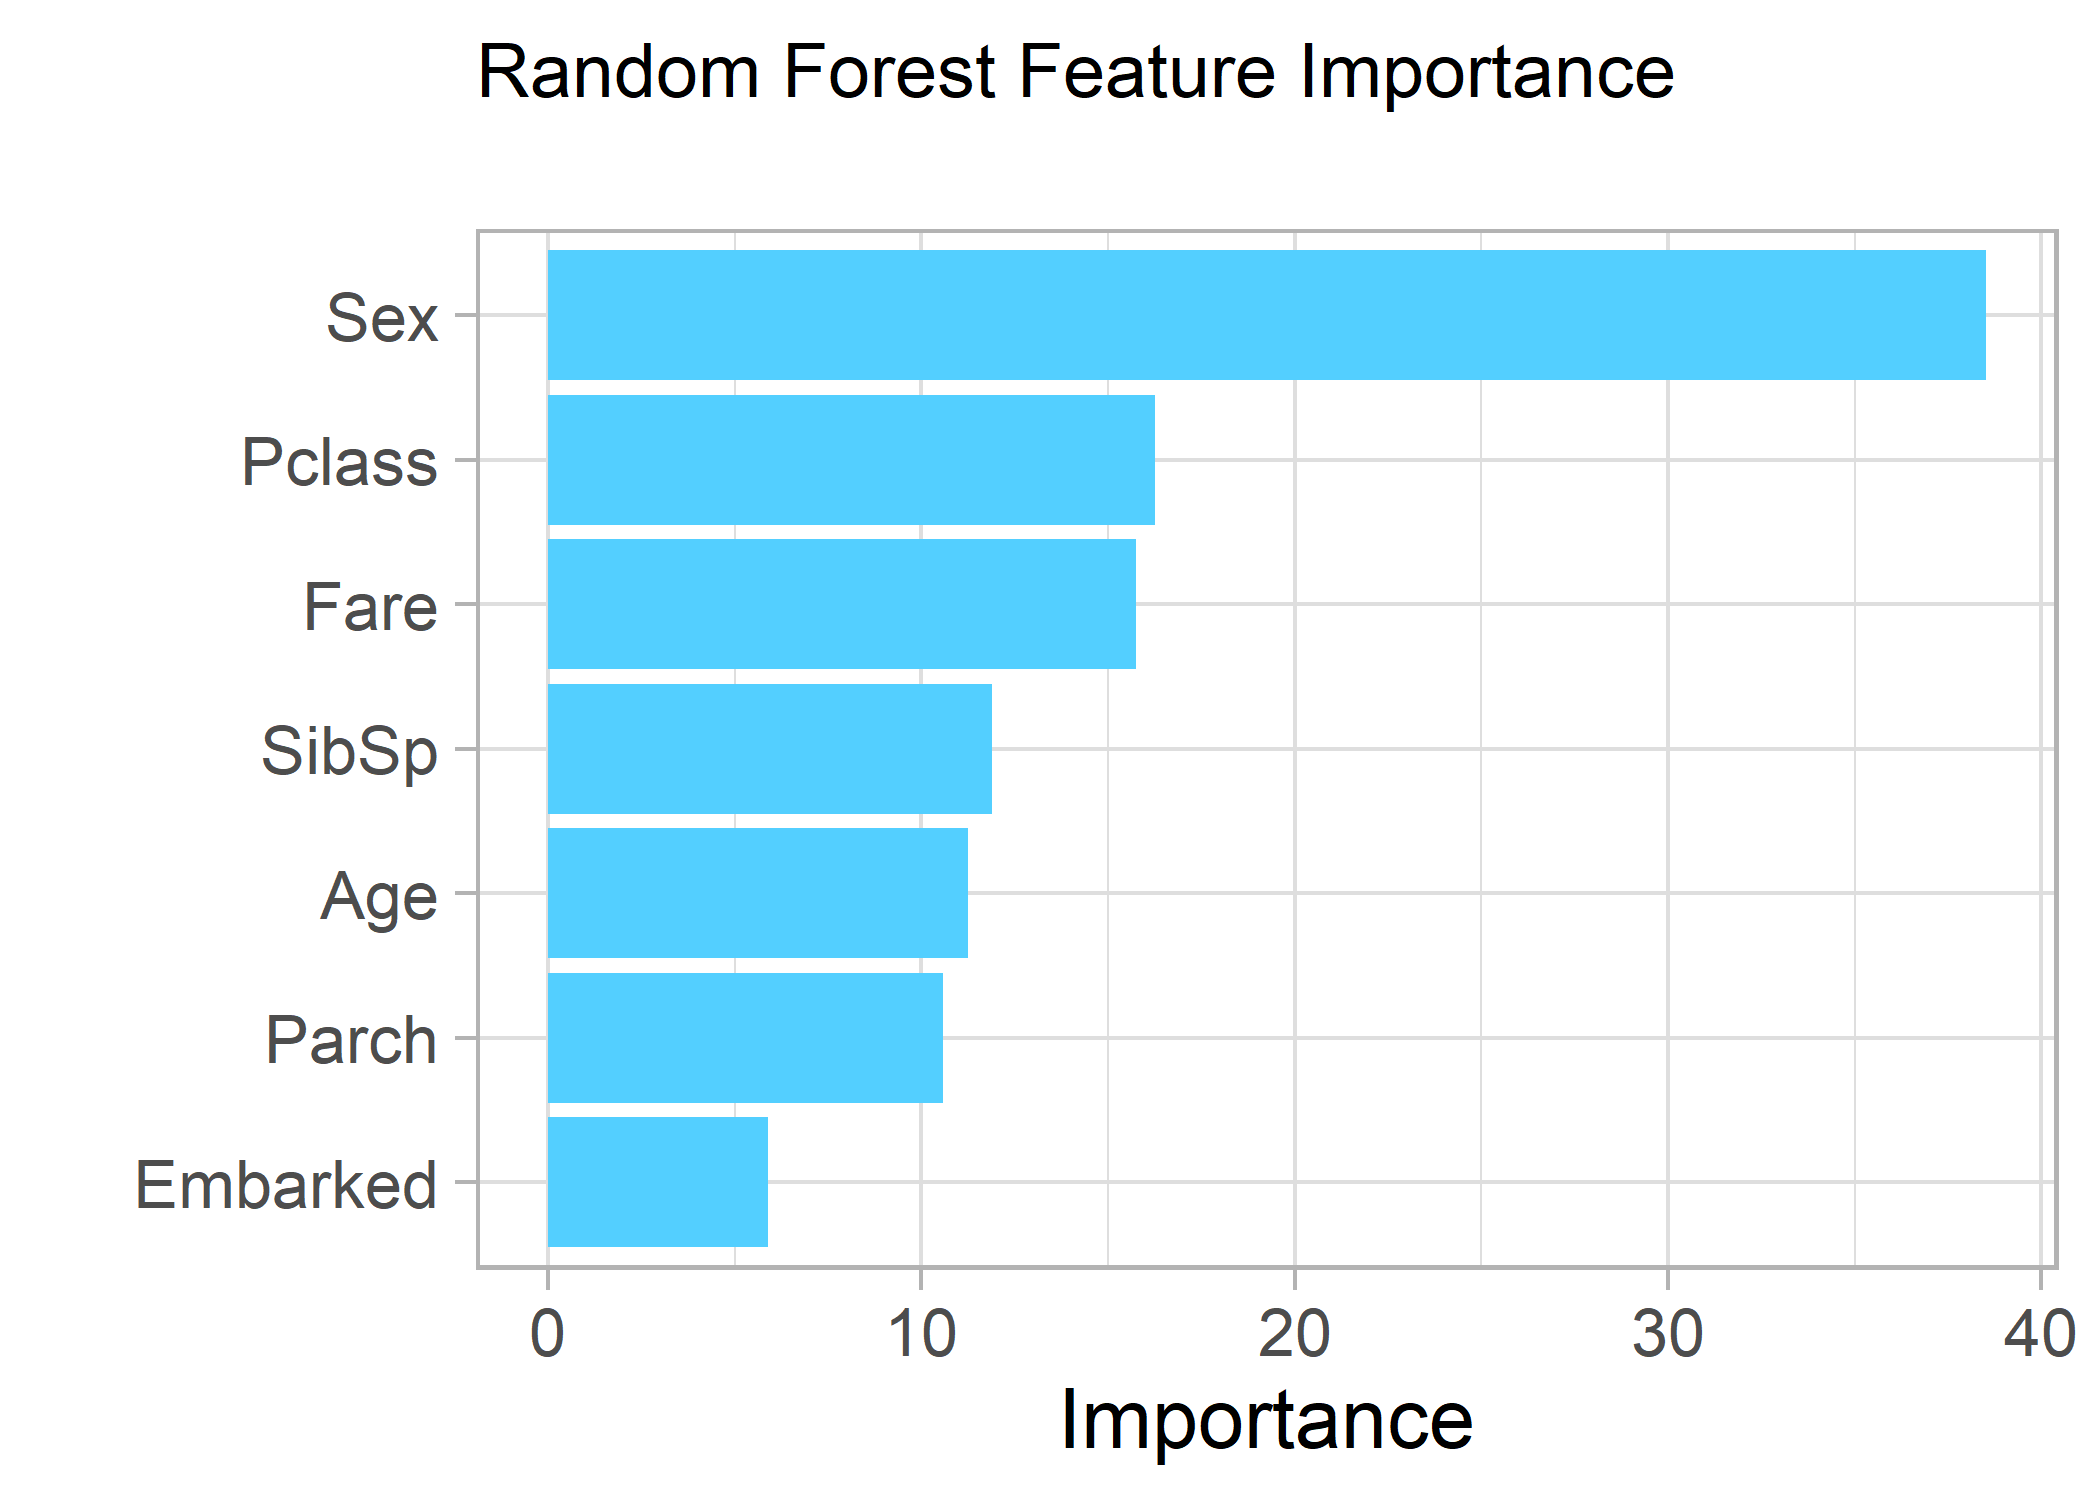 Random Forest Feature Importance
Sex
Pclass
Fare
SibSp
Age
Parch
Embarked
0 10 20 30 40
Importance